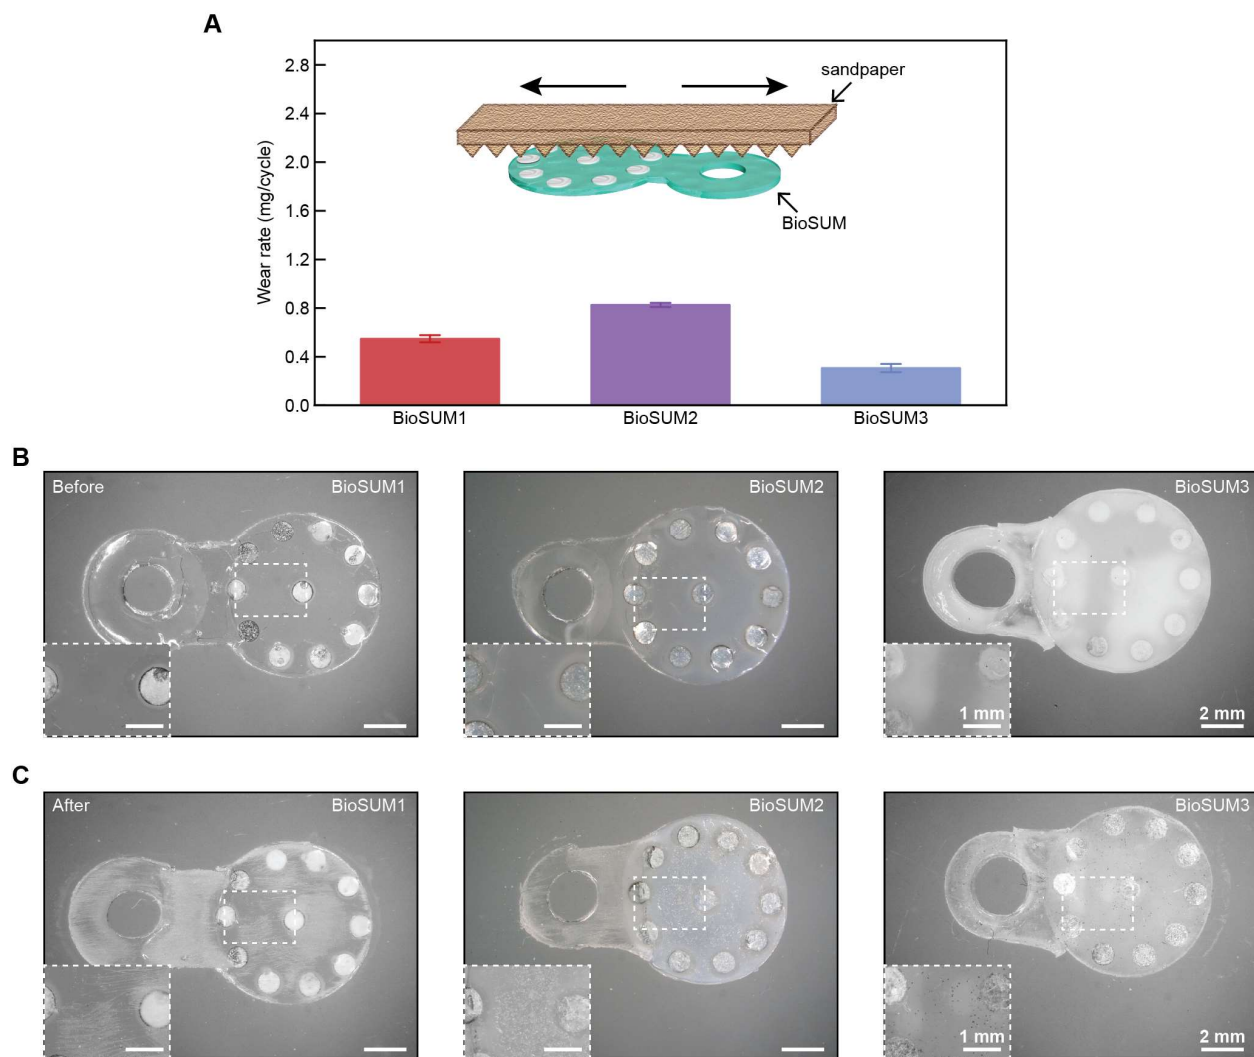 A
2.8
2.4
2.0
1.6
1.2
0.8
0.4
0.0
Wear rate (mg/cycle)
sandpaper
BioSUM
BioSUM1
BioSUM2
BioSUM3
B
Before
BioSUM1
BioSUM2
BioSUM3
1 mm
2 mm
C
After
BioSUM1
BioSUM2
BioSUM3
1 mm
2 mm